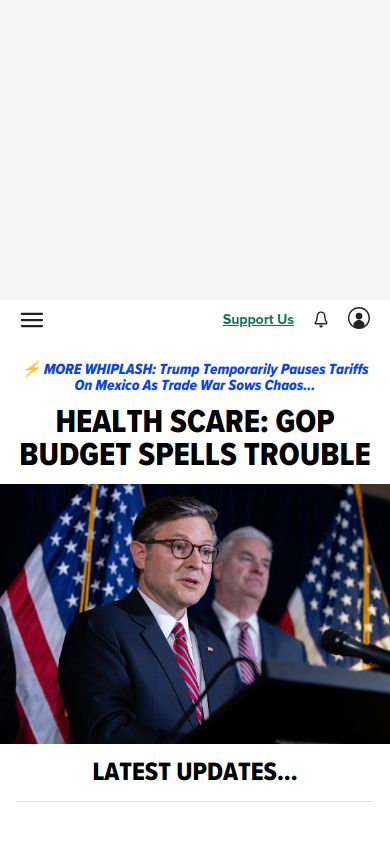 Support Us
⚡ MORE WHIPLASH: Trump Temporarily Pauses Tariffs
On Mexico As Trade War Sows Chaos...
HEALTH SCARE: GOP
BUDGET SPELLS TROUBLE
LATEST UPDATES...